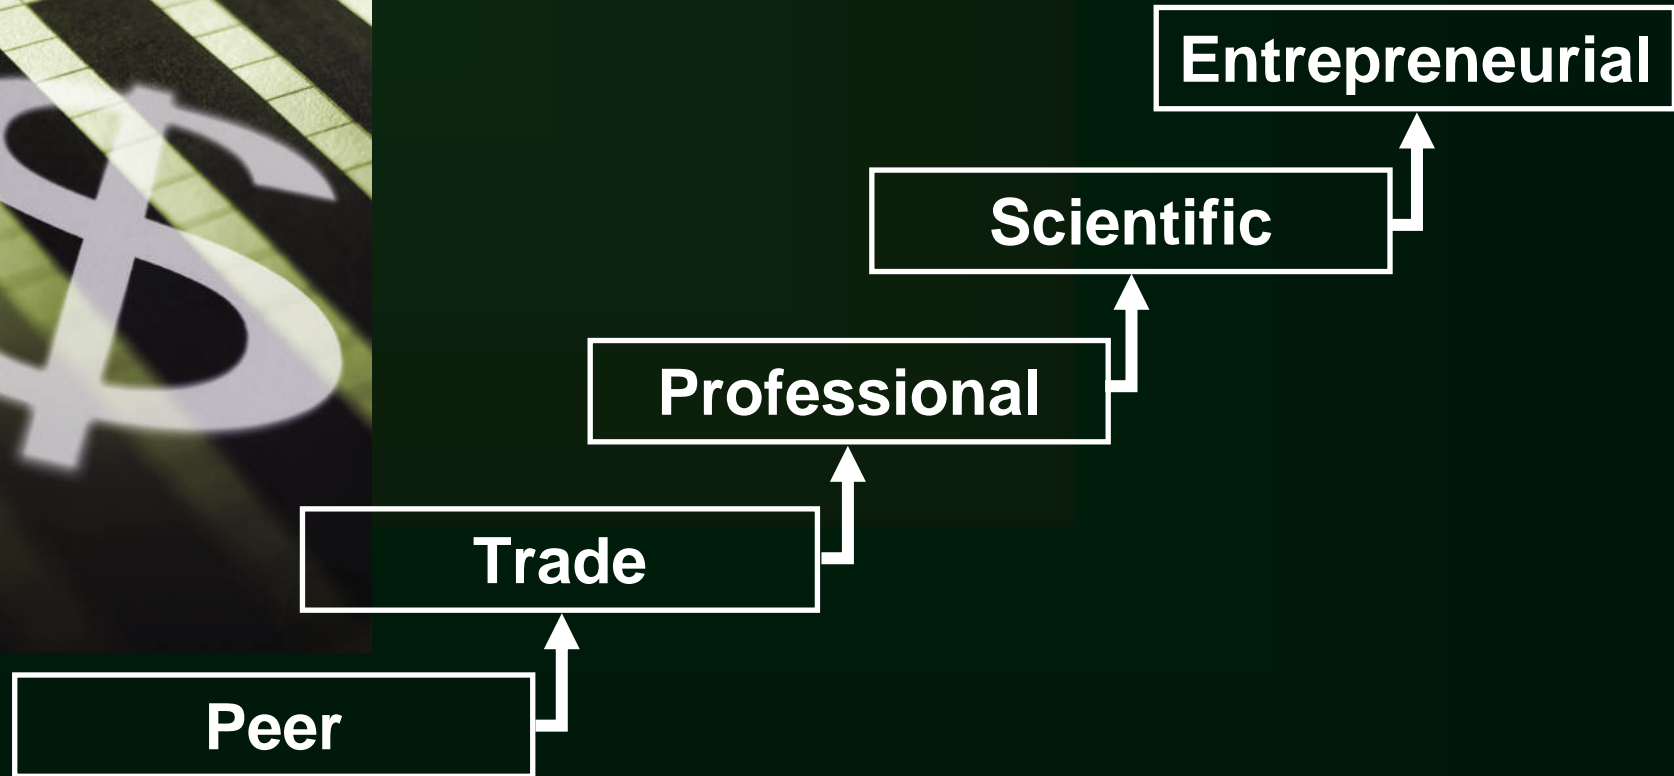 Entrepreneurial
Scientific
Professional
Trade
Peer